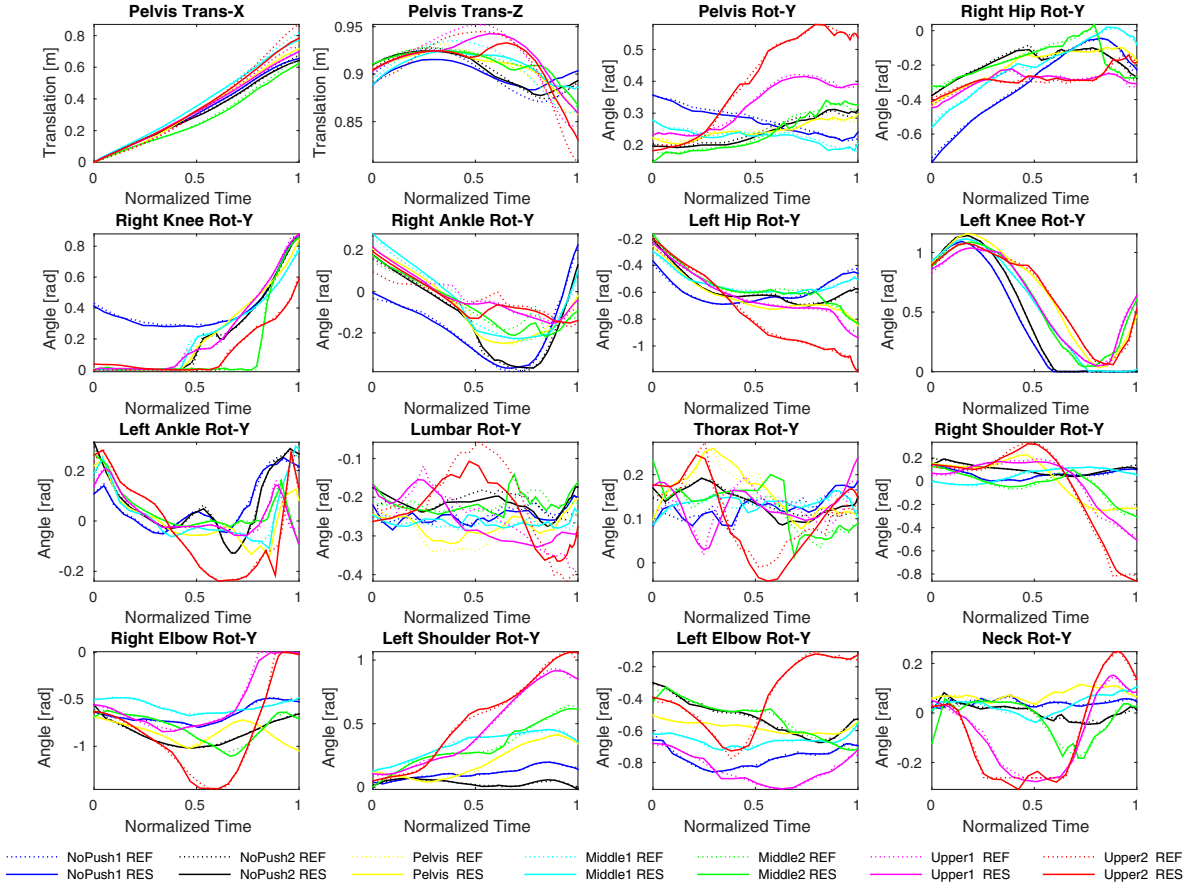 Pelvis Trans-X Pelvis Trans-Z Pelvis Rot-Y Right Hip Rot-Y
Translation [m] 0 0.2 0.4 0.6 0.8 0 0.5 1 Normalized Time
Translation [m] 0.85 0.9 0.95 0 0.5 1 Normalized Time
Angle [rad] 0.2 0.3 0.4 0.5 0 0.5 1 Normalized Time
Angle [rad] -0.6 -0.4 -0.2 0 0 0.5 1 Normalized Time
Right Knee Rot-Y Right Ankle Rot-Y Left Hip Rot-Y Left Knee Rot-Y
Angle [rad] 0 0.2 0.4 0.6 0.8 0 0.5 1 Normalized Time
Angle [rad] -0.2 0 0.2 0 0.5 1 Normalized Time
Angle [rad] -1 -0.8 -0.6 -0.4 -0.2 0 0.5 1 Normalized Time
Angle [rad] 0 0.5 1 0 0.5 1 Normalized Time
Left Ankle Rot-Y Lumbar Rot-Y Thorax Rot-Y Right Shoulder Rot-Y
Angle [rad] -0.2 0 0.2 0 0.5 1 Normalized Time
Angle [rad] -0.4 -0.3 -0.2 -0.1 0 0.5 1 Normalized Time
Angle [rad] 0 0.1 0.2 0 0.5 1 Normalized Time
Angle [rad] -0.8 -0.6 -0.4 -0.2 0 0.2 0 0.5 1 Normalized Time
Right Elbow Rot-Y Left Shoulder Rot-Y Left Elbow Rot-Y Neck Rot-Y
Angle [rad] -1 -0.5 0 0 0.5 1 Normalized Time
Angle [rad] 0 0.5 1 0 0.5 1 Normalized Time
Angle [rad] -0.8 -0.6 -0.4 -0.2 0 0.5 1 Normalized Time
Angle [rad] -0.2 0 0.2 0 0.5 1 Normalized Time
NoPush1 REF NoPush2 REF Pelvis REF Middle1 REF Middle2 REF Upper1 REF Upper2 REF
NoPush1 RES NoPush2 RES Pelvis RES Middle1 RES Middle2 RES Upper1 RES Upper2 RES